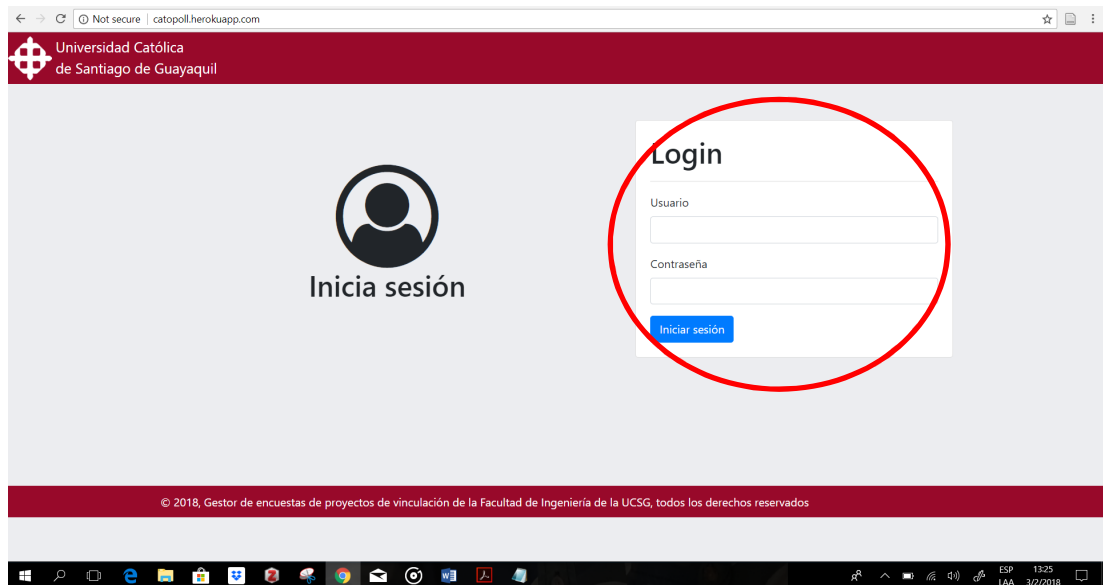 Not secure | catopoll.herokuapp.com
Universidad Católica
de Santiago de Guayaquil
Login
Usuario
Contraseña
Iniciar sesión
Inicia sesión
© 2018, Gestor de encuestas de proyectos de vinculación de la Facultad de Ingeniería de la UCSG, todos los derechos reservados
ESP 13:25
LAA 3/2/2018